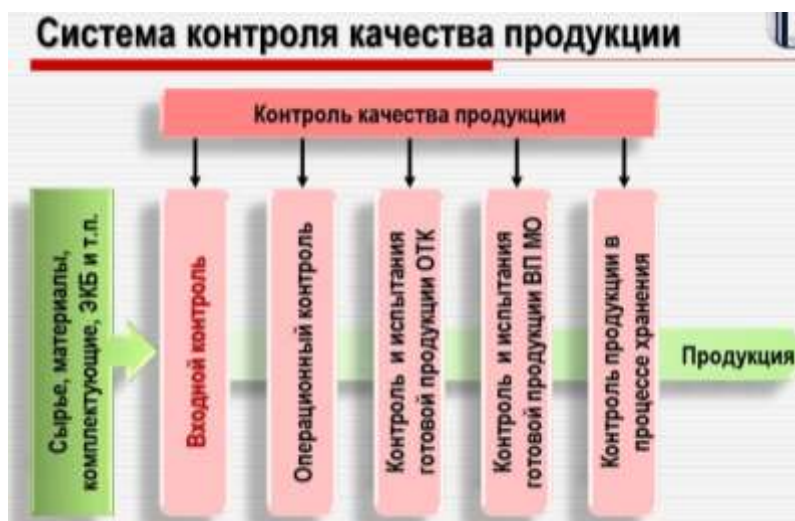 Система контроля качества продукции
Контроль качества продукции
Сырье, материалы,
комплектующие, ЭКБ и т.п.
Входной контроль
Операционный контроль
Контроль и испытания
готовой продукции ОТК
Контроль и испытания
готовой продукции ВП МО
Контроль продукции в
процессе хранения
Продукция